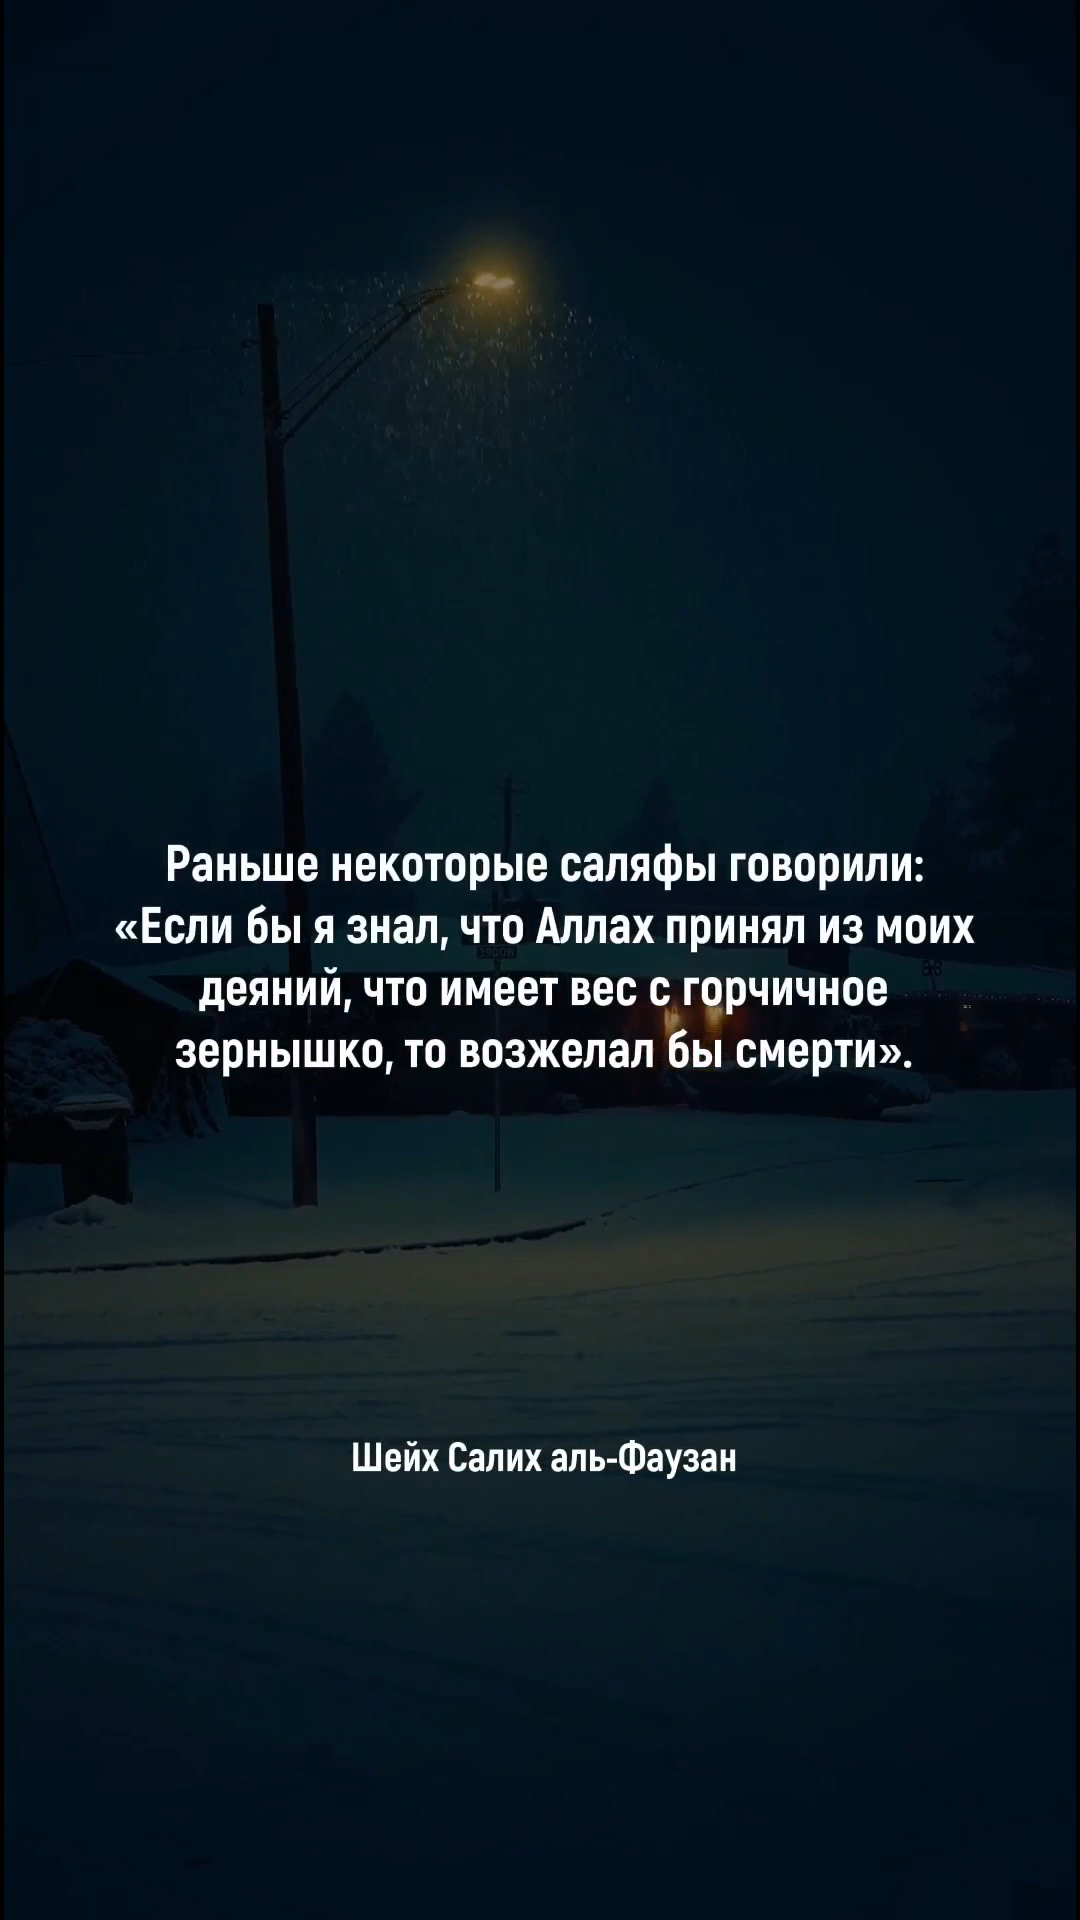 Раньше некоторые саляфы говорили:
«Если бы я знал, что Аллах принял из моих
деяний, что имеет вес с горчичное
зернышко, то возжелал бы смерти».
Шейх Салих аль-Фаузан